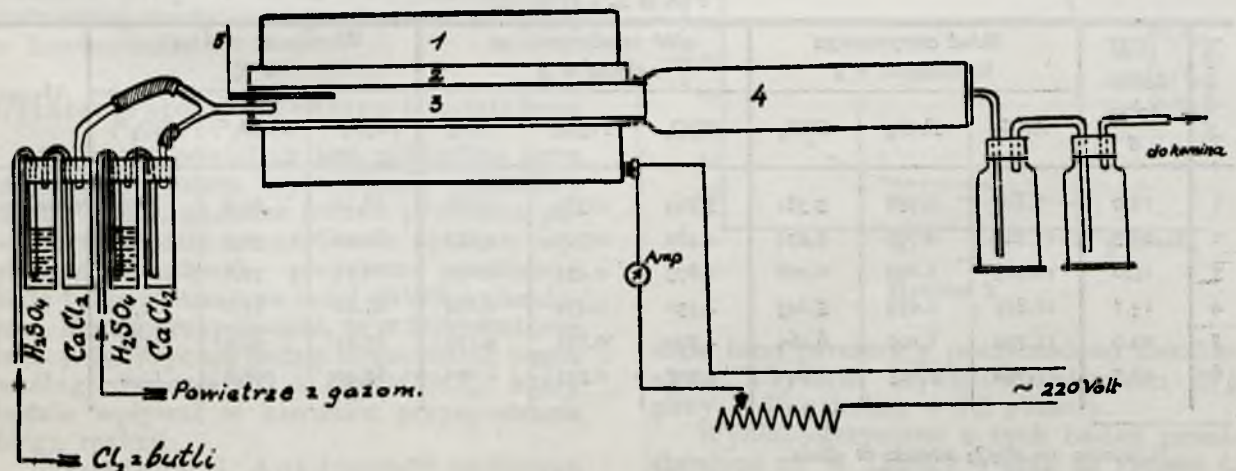 5
1
2
3
4
do komina
Amp
H₂SO₄
CaCl₂
H₂SO₄
CaCl₂
Powietrze z gazom.
~ 220 Volt
Cl₂ z butli